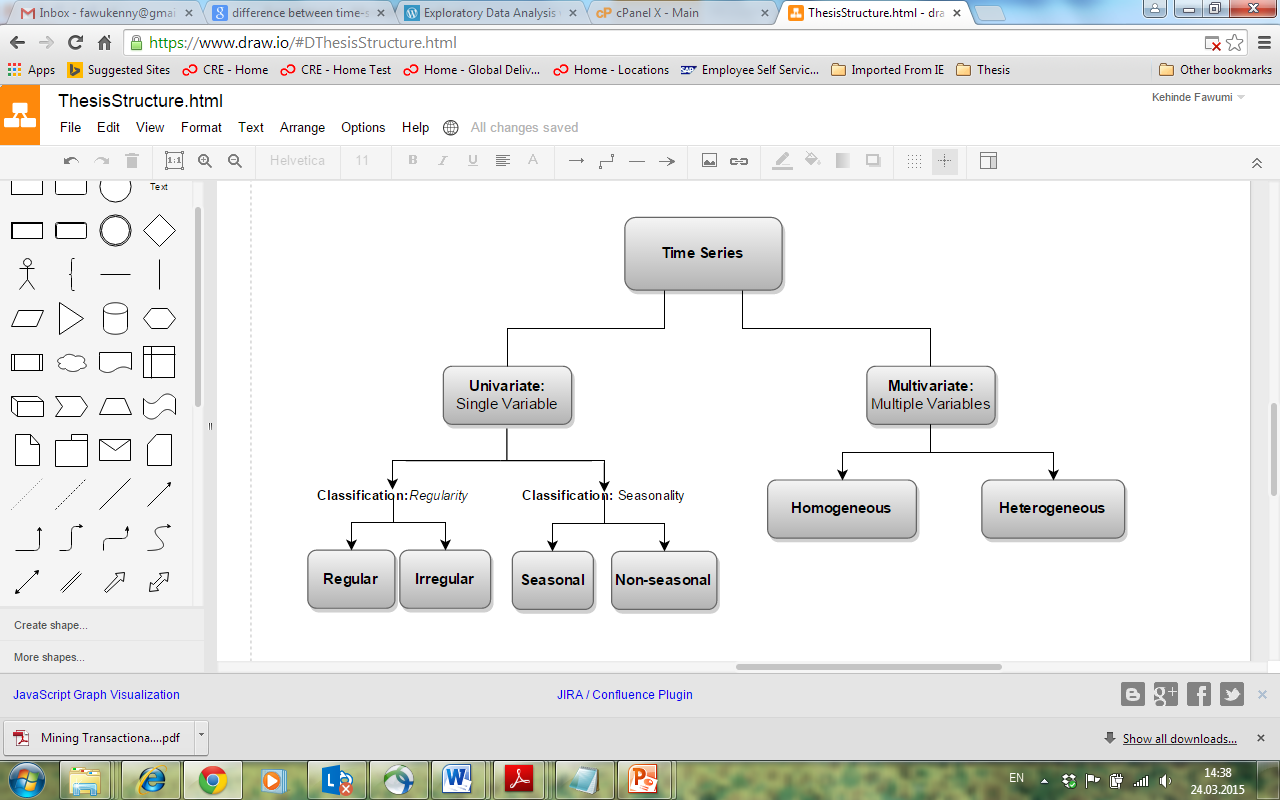 Inbox - fawukenny@gmai
difference between time-s
Exploratory Data Analysis
cPanel X - Main
ThesisStructure.html - dra
https://www.draw.io/#DThesisStructure.html
Apps
Suggested Sites
CRE - Home
CRE - Home Test
Home - Global Deliv...
Home - Locations
Employee Self Servic...
Imported From IE
Thesis
Other bookmarks
ThesisStructure.html
Kehinde Fawumi
File Edit View Format Text Arrange Options Help All changes saved
1:1
Helvetica
11
B I U A
Text
Time Series
Univariate:
Single Variable
Multivariate:
Multiple Variables
Classification:Regularity
Classification: Seasonality
Homogeneous
Heterogeneous
Regular
Irregular
Seasonal
Non-seasonal
Create shape...
More shapes...
JavaScript Graph Visualization
JIRA / Confluence Plugin
Mining Transactiona....pdf
Show all downloads...
EN
14:38
24.03.2015